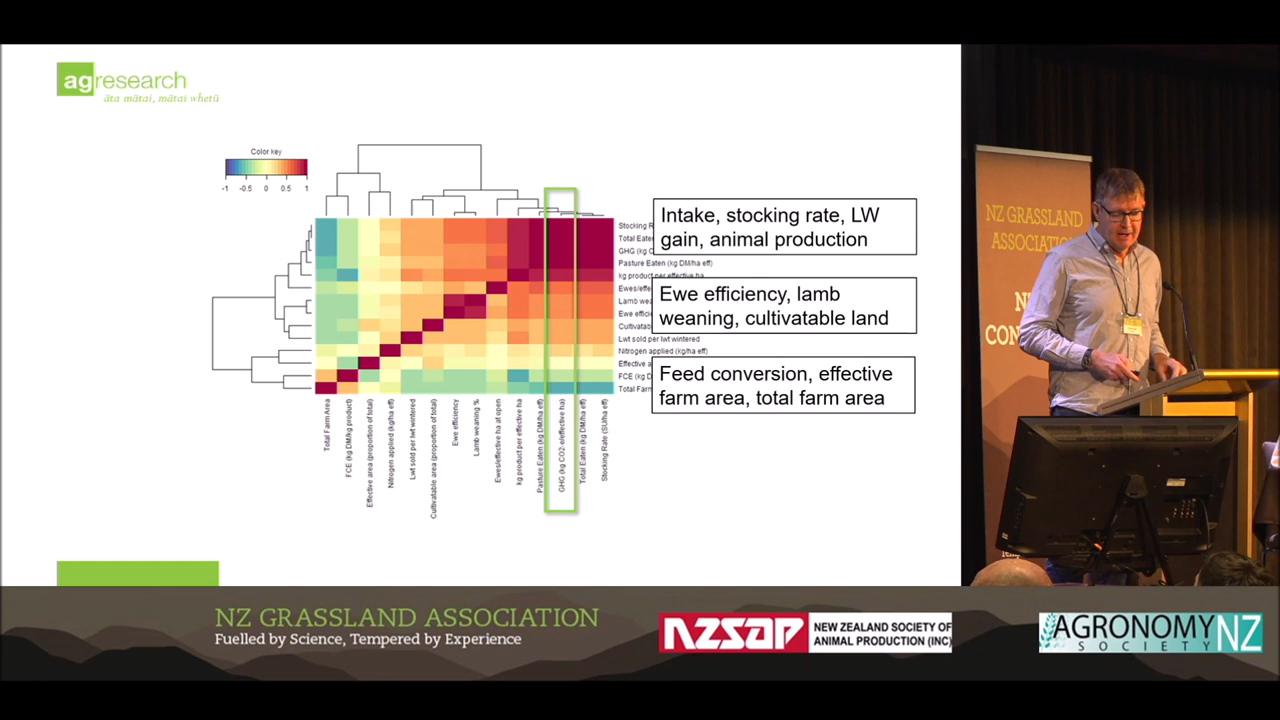 agresearch
āta mātai, mātai whetū
Color key
-1 -0.5 0 0.5 1
Stocking R
Total Eate
GHG (kg C
Pasture Eaten (kg DM/ha eff)
kg product per effective ha
Ewes/effe
Lamb wea
Ewe effici
Cultivatab
Lwt sold per lwt wintered
Nitrogen applied (kg/ha eff)
Effective a
FCE (kg D
Total Farm
Total Farm Area
FCE (kg DM/kg product)
Effective area (proportion of total)
Nitrogen applied (kg/ha eff)
Lwt sold per lwt wintered
Cultivatable area (proportion of total)
Ewe efficiency
Lamb weaning %
Ewes/effective ha at open
kg product per effective ha
Pasture Eaten (kg DM/ha eff)
GHG (kg CO2-e/effective ha)
Total Eaten (kg DM/ha eff)
Stocking Rate (SU/ha eff)
Intake, stocking rate, LW
gain, animal production
Ewe efficiency, lamb
weaning, cultivatable land
Feed conversion, effective
farm area, total farm area
NZ GRASSLAND
ASSOCIATIO
CON
NZ GRASSLAND ASSOCIATION
Fuelled by Science, Tempered by Experience
NZSAP
NEW ZEALAND SOCIETY OF
ANIMAL PRODUCTION (INC)
AGRONOMY NZ
SOCIETY